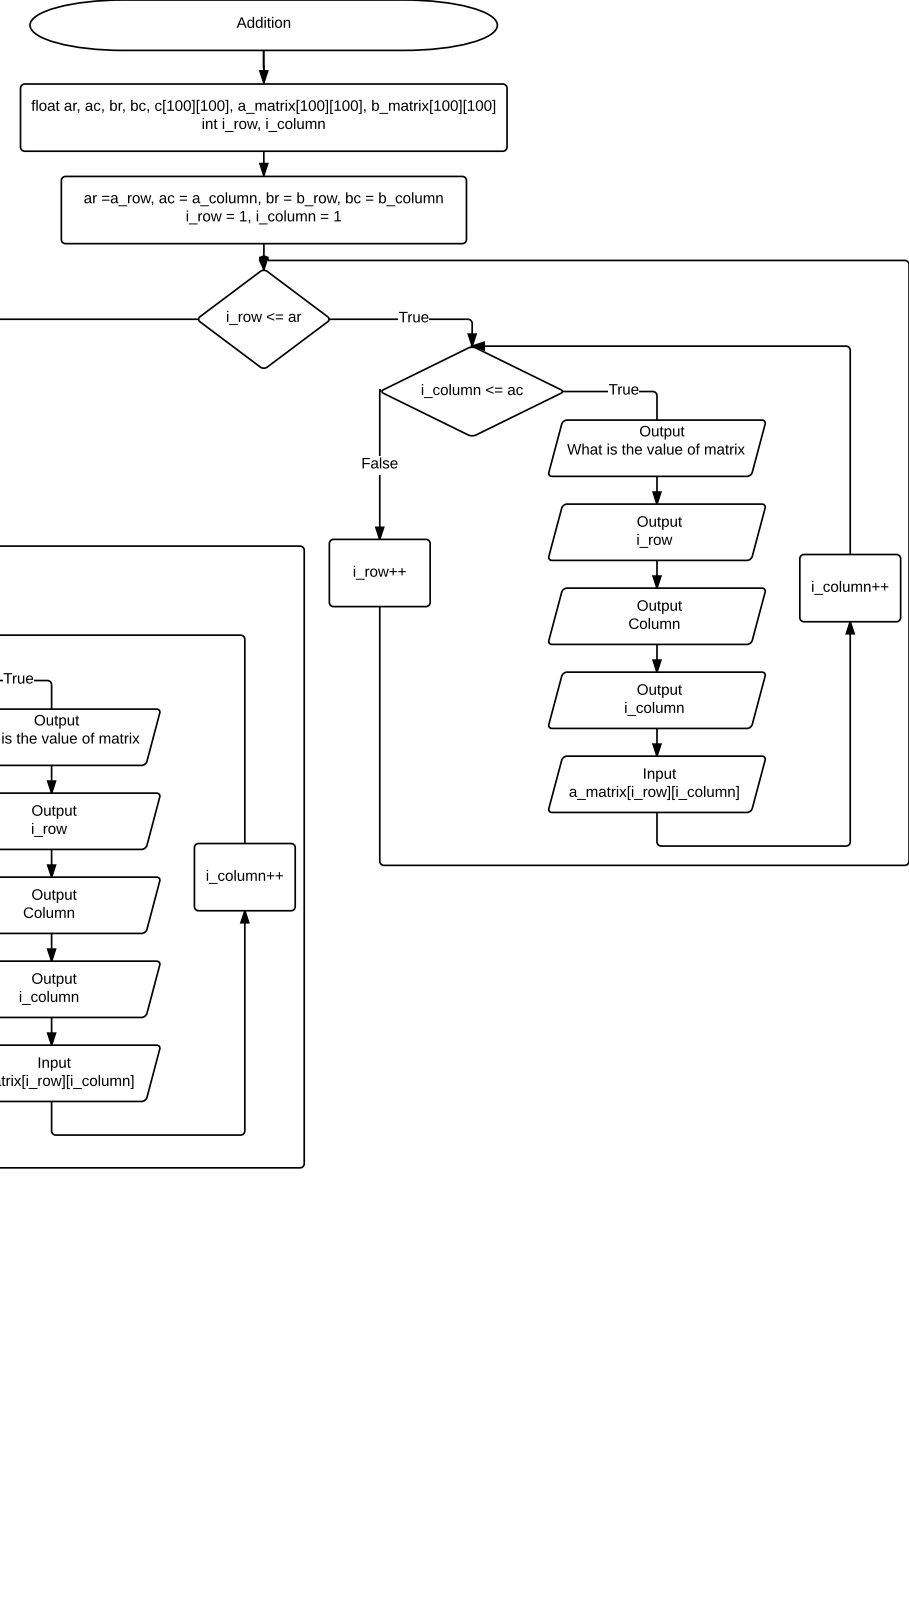 Addition
float ar, ac, br, bc, c[100][100], a_matrix[100][100], b_matrix[100][100]
int i_row, i_column
ar =a_row, ac = a_column, br = b_row, bc = b_column
i_row = 1, i_column = 1
i_row <= ar
True
i_column <= ac
True
False
Output
What is the value of matrix
Output
i_row
Output
Column
Output
i_column
Input
a_matrix[i_row][i_column]
i_column++
i_row++
True
Output
is the value of matrix
Output
i_row
Output
Column
Output
i_column
Input
trix[i_row][i_column]
i_column++